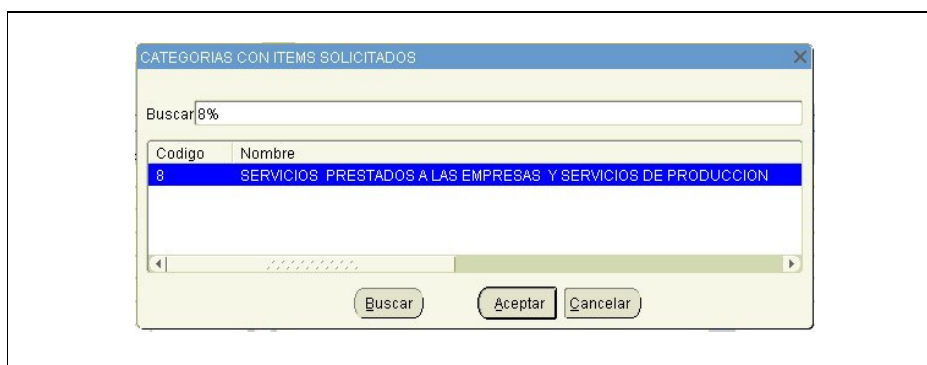 CATEGORIAS CON ITEMS SOLICITADOS
Buscar 8%
Codigo Nombre
8 SERVICIOS PRESTADOS A LAS EMPRESAS Y SERVICIOS DE PRODUCCION
Buscar Aceptar Cancelar